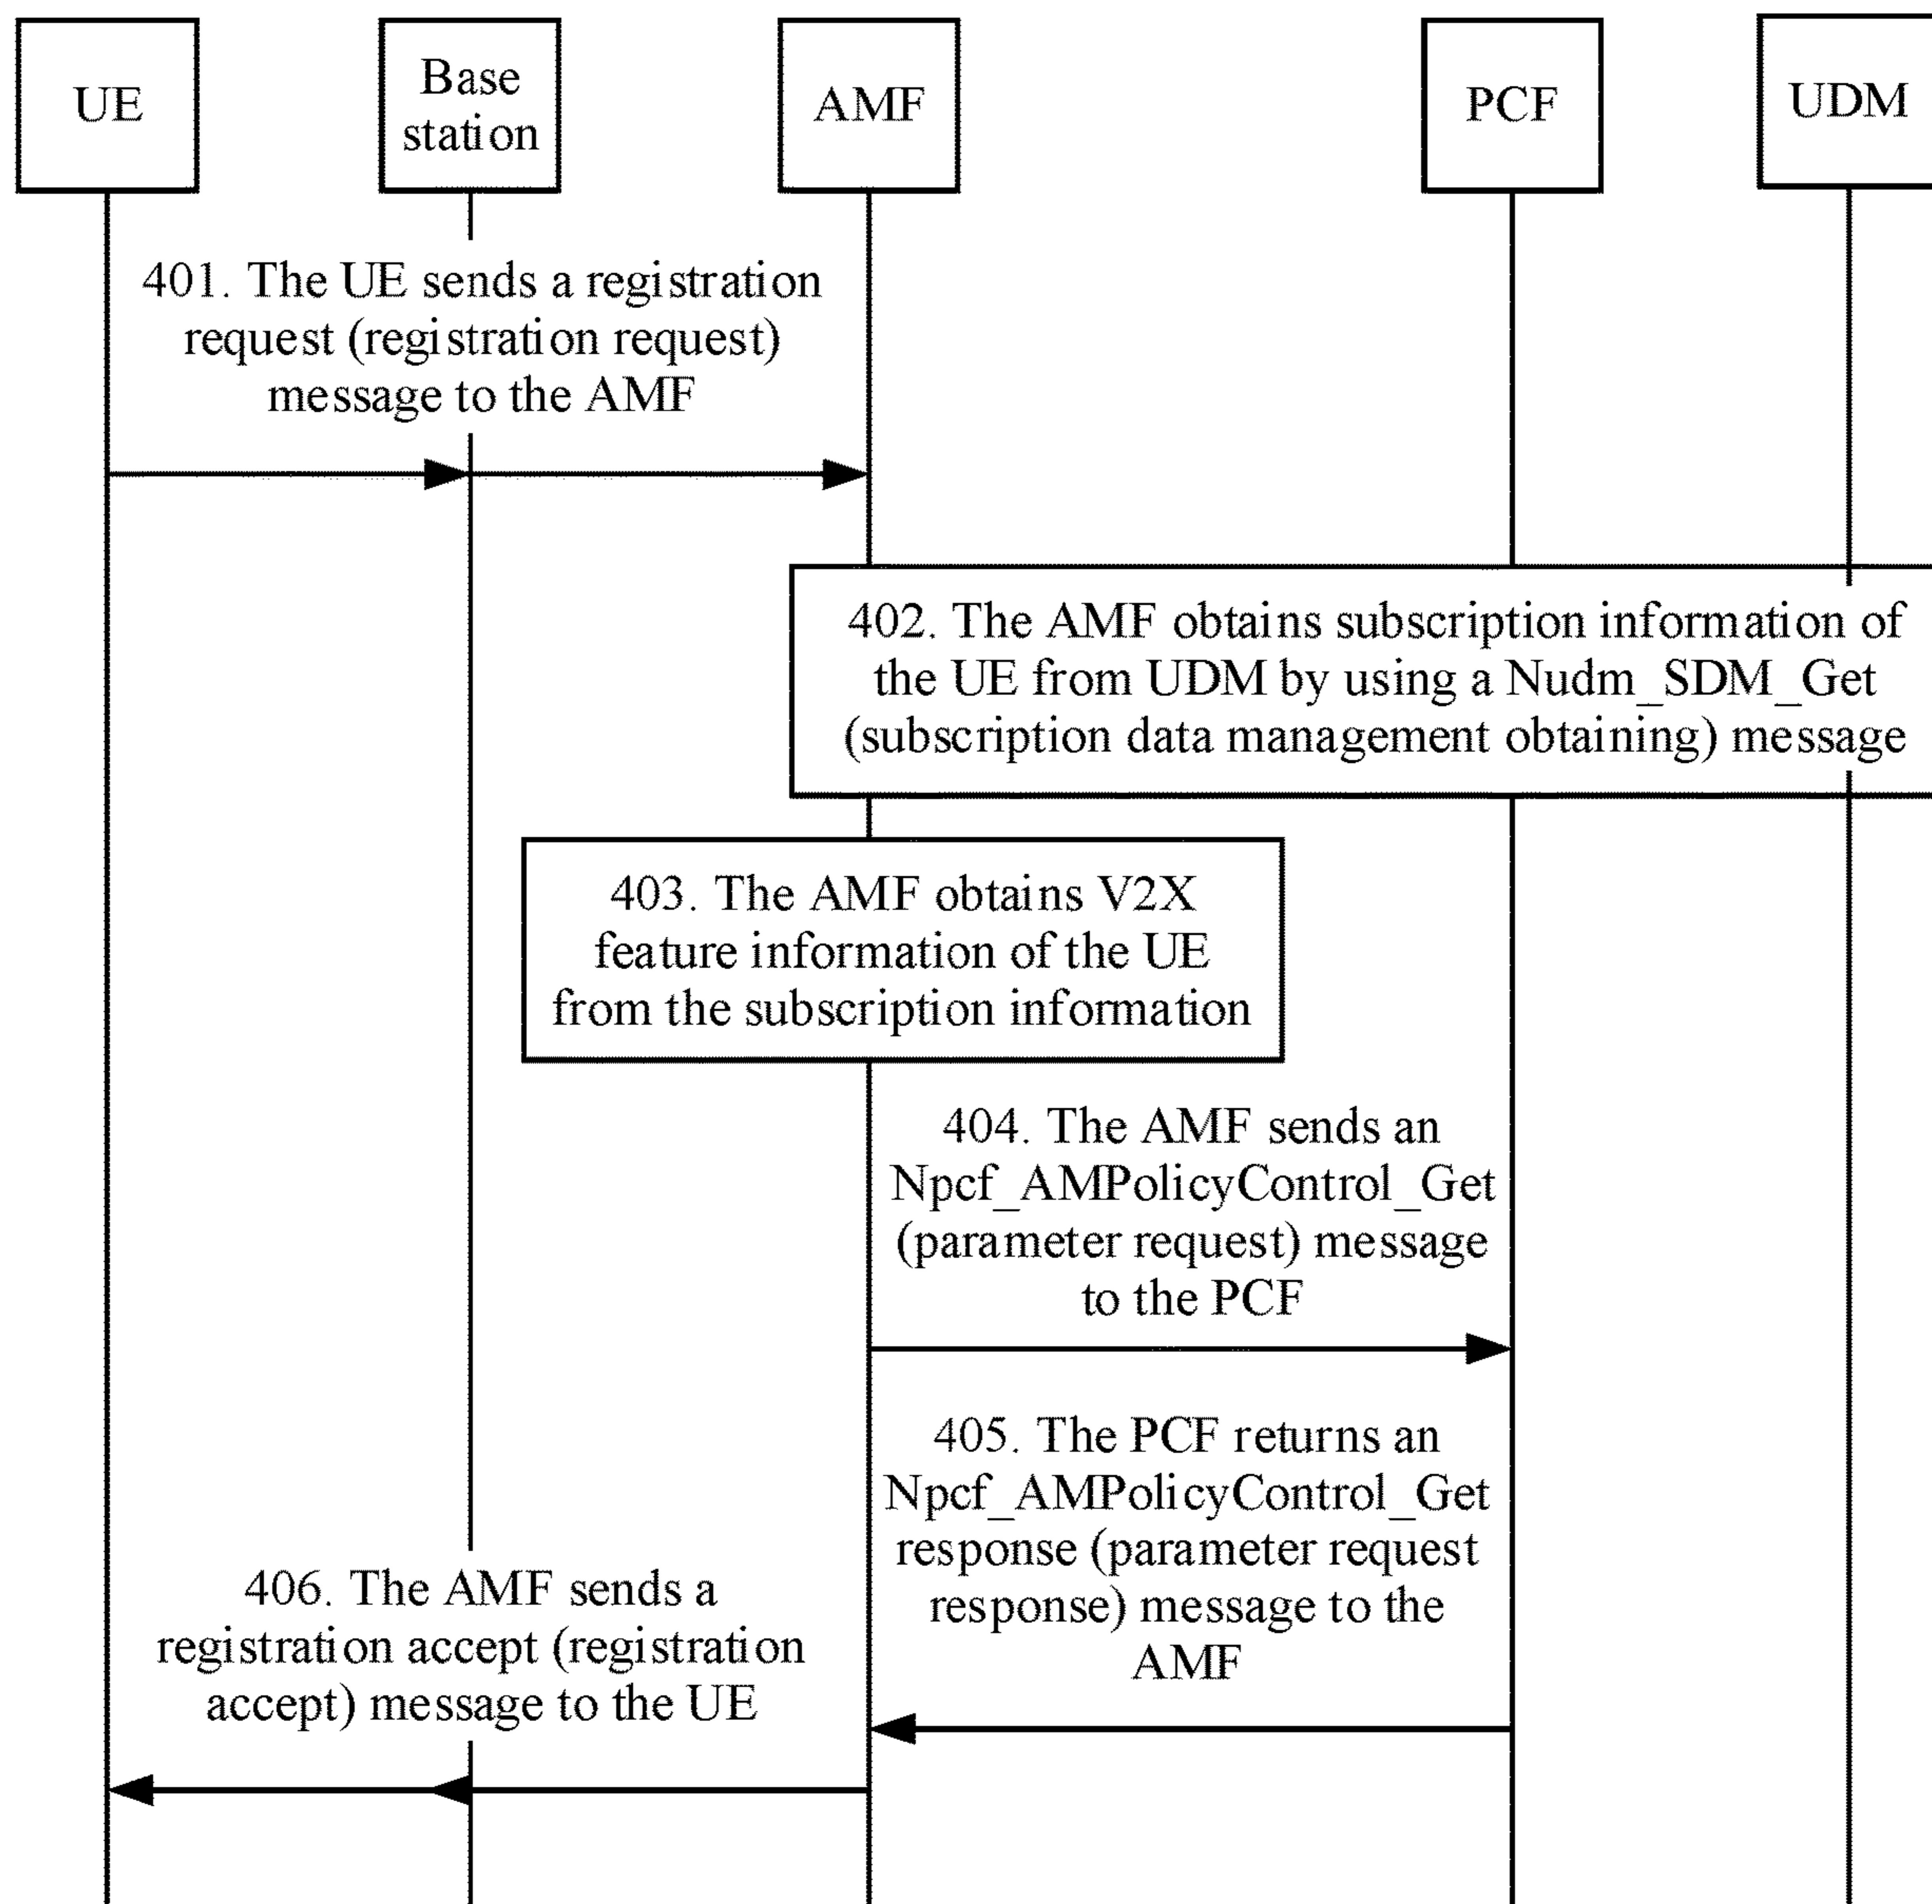 UE
Base
station
AMF
PCF
UDM
401. The UE sends a registration
request (registration request)
message to the AMF
402. The AMF obtains subscription information of
the UE from UDM by using a Nudm_SDM_Get
(subscription data management obtaining) message
403. The AMF obtains V2X
feature information of the UE
from the subscription information
404. The AMF sends an
Npcf_AMPolicyControl_Get
(parameter request) message
to the PCF
405. The PCF returns an
Npcf_AMPolicyControl_Get
response (parameter request
response) message to the
AMF
406. The AMF sends a
registration accept (registration
accept) message to the UE